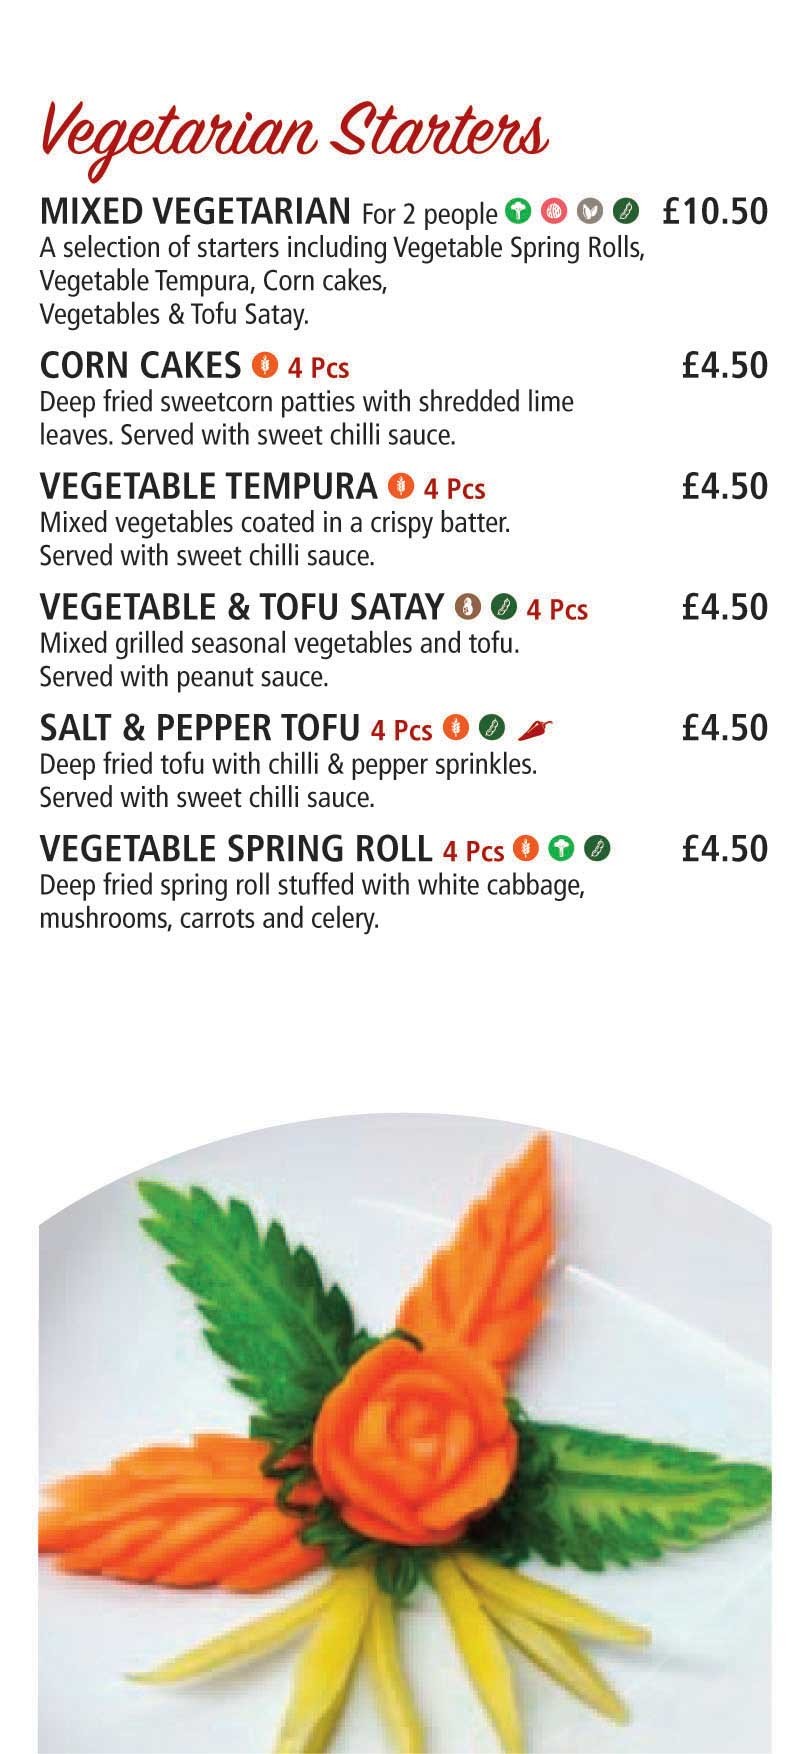 Vegetarian Starters
MIXED VEGETARIAN For 2 people £10.50
A selection of starters including Vegetable Spring Rolls,
Vegetable Tempura, Corn cakes,
Vegetables & Tofu Satay.
CORN CAKES 4 Pcs £4.50
Deep fried sweetcorn patties with shredded lime
leaves. Served with sweet chilli sauce.
VEGETABLE TEMPURA 4 Pcs £4.50
Mixed vegetables coated in a crispy batter.
Served with sweet chilli sauce.
VEGETABLE & TOFU SATAY 4 Pcs £4.50
Mixed grilled seasonal vegetables and tofu.
Served with peanut sauce.
SALT & PEPPER TOFU 4 Pcs £4.50
Deep fried tofu with chilli & pepper sprinkles.
Served with sweet chilli sauce.
VEGETABLE SPRING ROLL 4 Pcs £4.50
Deep fried spring roll stuffed with white cabbage,
mushrooms, carrots and celery.